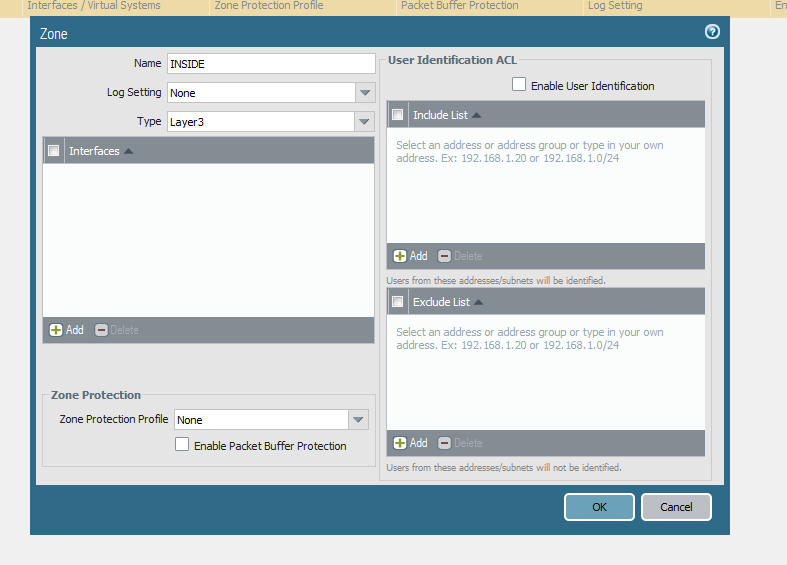 Interfaces / Virtual Systems Zone Protection Profile Packet Buffer Protection Log Setting En
Zone
Name INSIDE
Log Setting None
Type Layer3
Interfaces
Add Delete
Zone Protection
Zone Protection Profile None
Enable Packet Buffer Protection
User Identification ACL
Enable User Identification
Include List
Select an address or address group or type in your own
address. Ex: 192.168.1.20 or 192.168.1.0/24
Add Delete
Users from these addresses/subnets will be identified.
Exclude List
Select an address or address group or type in your own
address. Ex: 192.168.1.20 or 192.168.1.0/24
Add Delete
Users from these addresses/subnets will not be identified.
OK Cancel